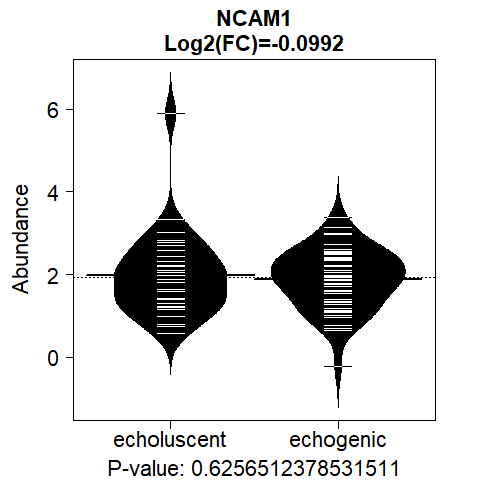 NCAM1
Log2(FC)=-0.0992
Abundance
6
4
2
0
echoluscent echogenic
P-value: 0.6256512378531511